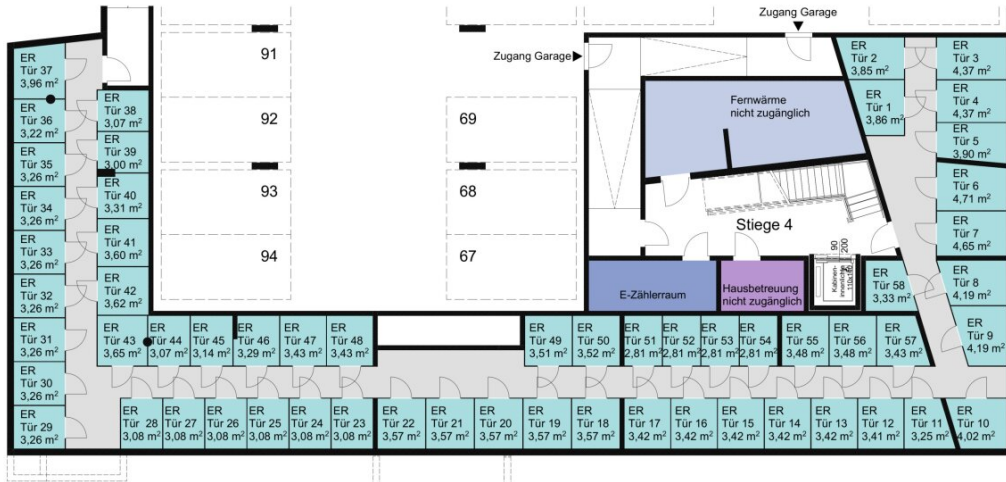 Zugang Garage
Zugang Garage
91
92
93
94
69
68
67
Fernwärme
nicht zugänglich
Stiege 4
E-Zählerraum
Hausbetreuung
nicht zugänglich
90
200
Kabinen-
innenlichte
ER
Tür 37
3,96 m²
ER
Tür 36
3,22 m²
ER
Tür 35
3,26 m²
ER
Tür 34
3,26 m²
ER
Tür 33
3,26 m²
ER
Tür 32
3,26 m²
ER
Tür 31
3,26 m²
ER
Tür 30
3,26 m²
ER
Tür 29
3,26 m²
ER
Tür 38
3,07 m²
ER
Tür 39
3,00 m²
ER
Tür 40
3,31 m²
ER
Tür 41
3,60 m²
ER
Tür 42
3,62 m²
ER
Tür 43
3,65 m²
ER
Tür 44
3,07 m²
ER
Tür 45
3,14 m²
ER
Tür 46
3,29 m²
ER
Tür 47
3,43 m²
ER
Tür 48
3,43 m²
ER
Tür 49
3,51 m²
ER
Tür 50
3,52 m²
ER
Tür 51
2,81 m²
ER
Tür 52
2,81 m²
ER
Tür 53
2,81 m²
ER
Tür 54
2,81 m²
ER
Tür 55
3,48 m²
ER
Tür 56
3,48 m²
ER
Tür 57
3,43 m²
ER
Tür 58
3,33 m²
ER
Tür 2
3,85 m²
ER
Tür 1
3,86 m²
ER
Tür 3
4,37 m²
ER
Tür 4
4,37 m²
ER
Tür 5
3,90 m²
ER
Tür 6
4,71 m²
ER
Tür 7
4,65 m²
ER
Tür 8
4,19 m²
ER
Tür 9
4,19 m²
ER
Tür 28
3,08 m²
ER
Tür 27
3,08 m²
ER
Tür 26
3,08 m²
ER
Tür 25
3,08 m²
ER
Tür 24
3,08 m²
ER
Tür 23
3,08 m²
ER
Tür 22
3,57 m²
ER
Tür 21
3,57 m²
ER
Tür 20
3,57 m²
ER
Tür 19
3,57 m²
ER
Tür 18
3,57 m²
ER
Tür 17
3,42 m²
ER
Tür 16
3,42 m²
ER
Tür 15
3,42 m²
ER
Tür 14
3,42 m²
ER
Tür 13
3,42 m²
ER
Tür 12
3,41 m²
ER
Tür 11
3,25 m²
ER
Tür 10
4,02 m²